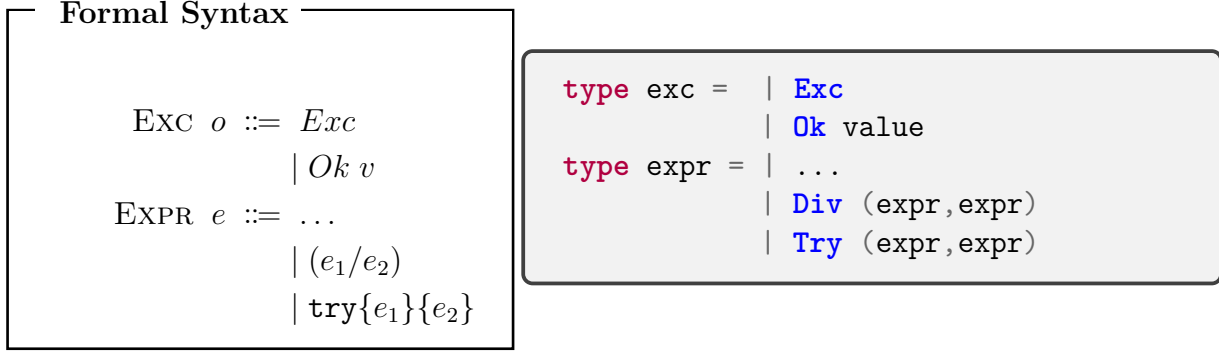 Formal Syntax
EXC o ::= Exc
| Ok v
EXPR e ::= ...
| (e₁/e₂)
| try{e₁}{e₂}
type exc = | Exc
| Ok value
type expr = | ...
| Div (expr,expr)
| Try (expr,expr)